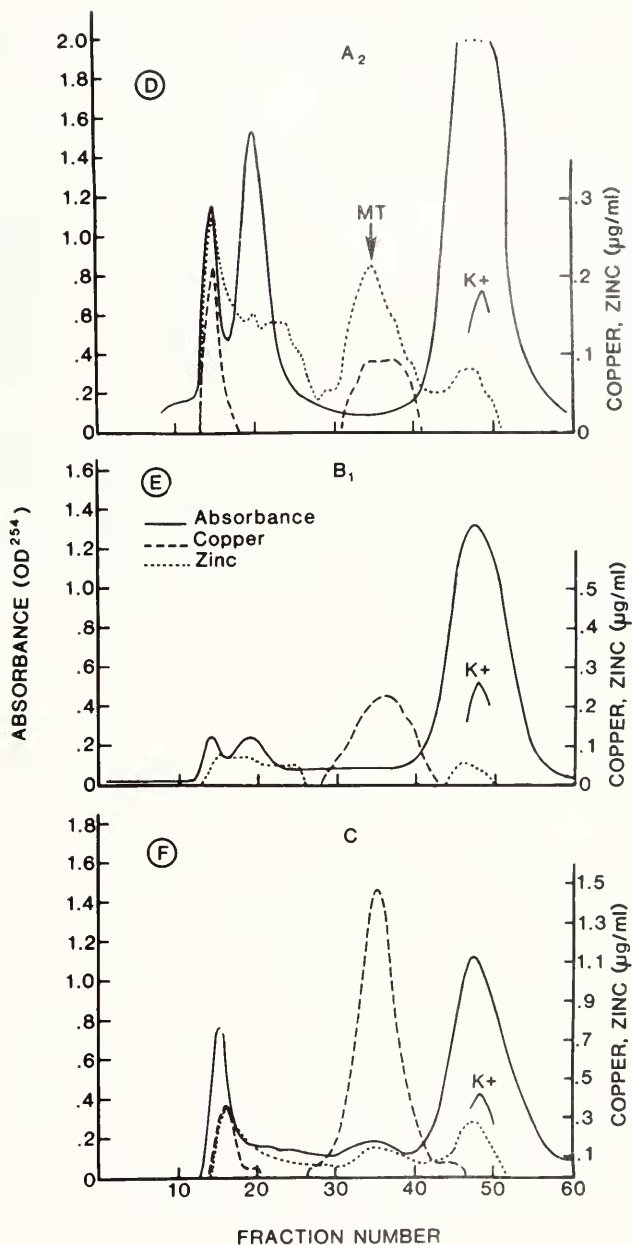 A2
D
2.0
1.8
1.6
1.4
1.2
1.0
.8
.6
.4
.2
0
MT
K+
.3
.2
.1
0
COPPER, ZINC (µg/ml)
B1
E
Absorbance
Copper
Zinc
1.6
1.4
1.2
1.0
.8
.6
.4
.2
0
K+
.5
.4
.3
.2
.1
0
COPPER, ZINC (µg/ml)
ABSORBANCE (OD254)
C
F
1.8
1.6
1.4
1.2
1.0
.8
.6
.4
.2
0
K+
1.5
1.3
1.1
.9
.7
.5
.3
.1
COPPER, ZINC (µg/ml)
10 20 30 40 50 60
FRACTION NUMBER